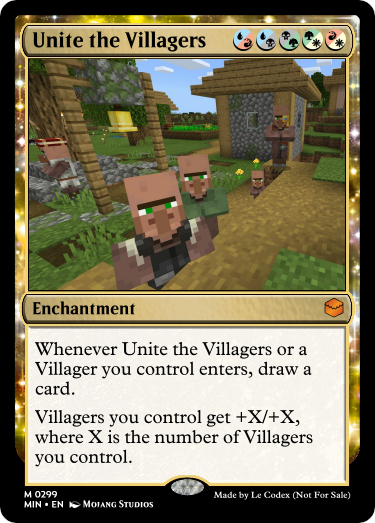 Unite the Villagers
Enchantment
Whenever Unite the Villagers or a
Villager you control enters, draw a
card.
Villagers you control get +X/+X,
where X is the number of Villagers
you control.
M 0299
MIN • EN Mojang Studios
Made by Le Codex (Not For Sale)